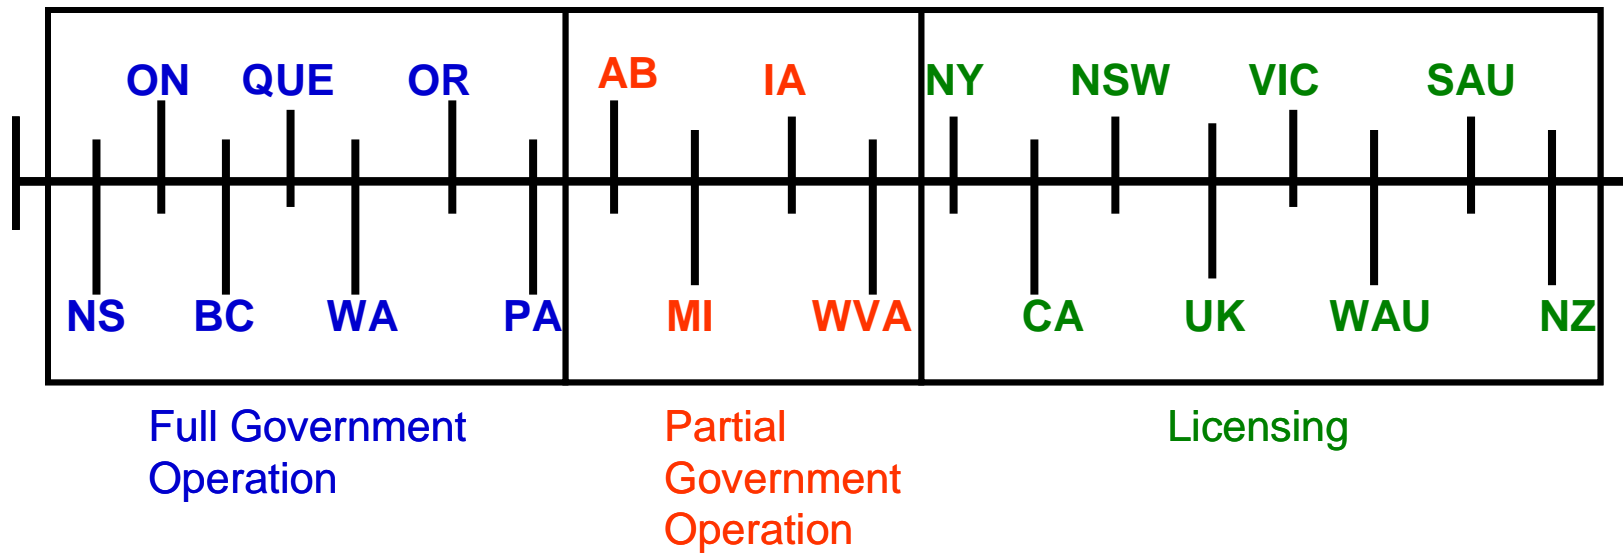 ON QUE OR AB IA NY NSW VIC SAU
NS BC WA PA MI WVA CA UK WAU NZ
Full Government
Operation
Partial
Government
Operation
Licensing